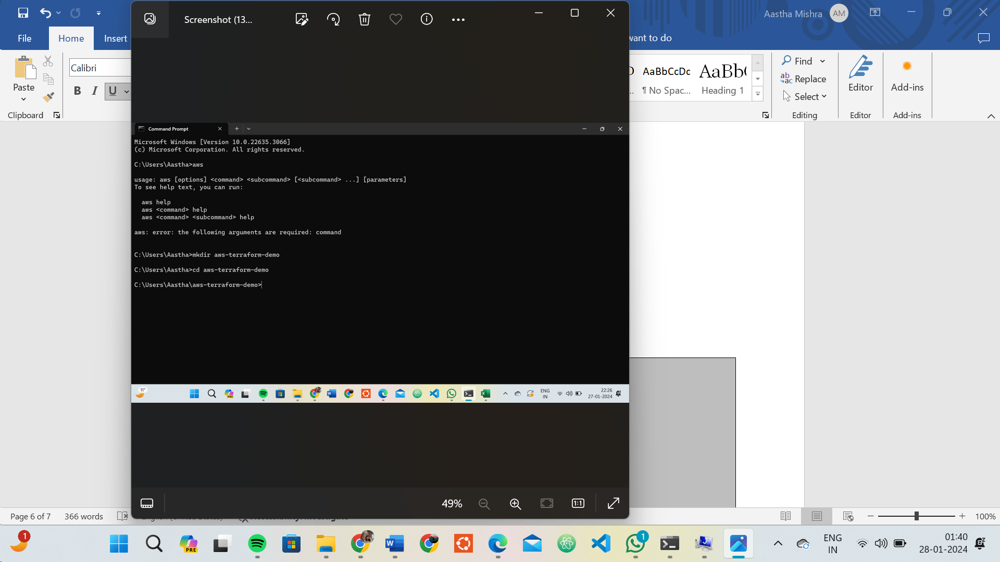 Aastha Mishra AM
File Home Insert want to do
Paste
Clipboard
Calibri
B I U
AaBbCcDc AaBb(
¶ No Spac... Heading 1
Find
Replace
Select
Editing
Editor
Editor
Add-ins
Add-ins
Screenshot (13...
Command Prompt
Microsoft Windows [Version 10.0.22635.3066]
(c) Microsoft Corporation. All rights reserved.
C:\Users\Aastha>aws
usage: aws [options] <command> <subcommand> [<subcommand> ...] [parameters]
To see help text, you can run:
aws help
aws <command> help
aws <command> <subcommand> help
aws: error: the following arguments are required: command
C:\Users\Aastha>mkdir aws-terraform-demo
C:\Users\Aastha>cd aws-terraform-demo
C:\Users\Aastha\aws-terraform-demo>
11°
PRE
ENG
IN
22:26
27-01-2024
49%
1:1
Page 6 of 7 366 words
100%
1
PRE
1
ENG
IN
01:40
28-01-2024